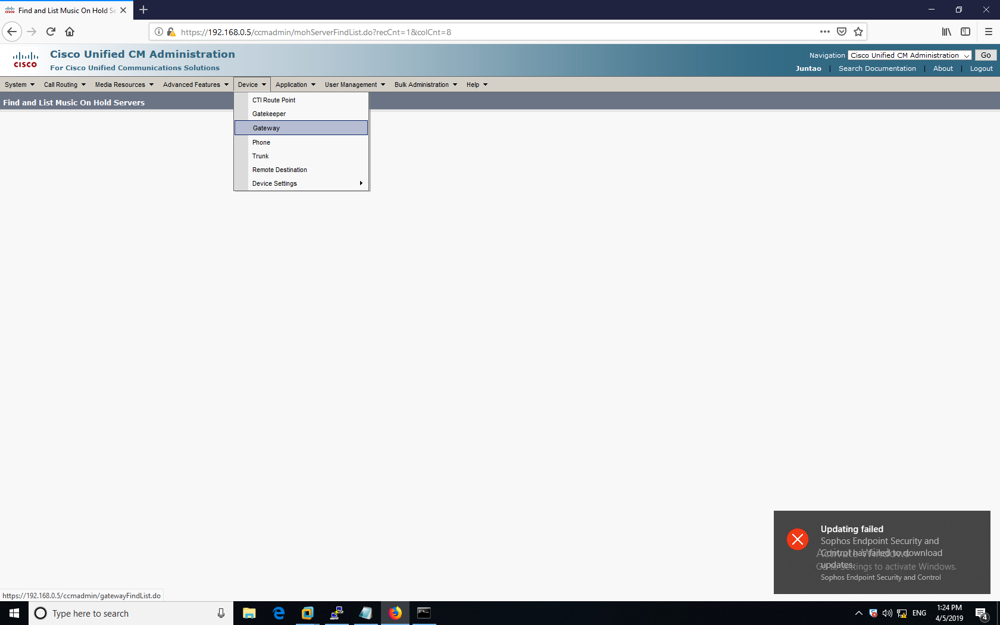 Find and List Music On Hold Se
https://192.168.0.5/ccmadmin/mohServerFindList.do?recCnt=1&colCnt=8
CISCO
Cisco Unified CM Administration
For Cisco Unified Communications Solutions
Navigation Cisco Unified CM Administration Go
Juntao | Search Documentation | About | Logout
System Call Routing Media Resources Advanced Features Device Application User Management Bulk Administration Help
Find and List Music On Hold Servers
CTI Route Point
Gatekeeper
Gateway
Phone
Trunk
Remote Destination
Device Settings
Updating failed
Sophos Endpoint Security and
Control has failed to download
updates.
Sophos Endpoint Security and Control
Activate Windows
Go to Settings to activate Windows.
https://192.168.0.5/ccmadmin/gatewayFindList.do
Type here to search
ENG
1:24 PM
4/5/2019
4